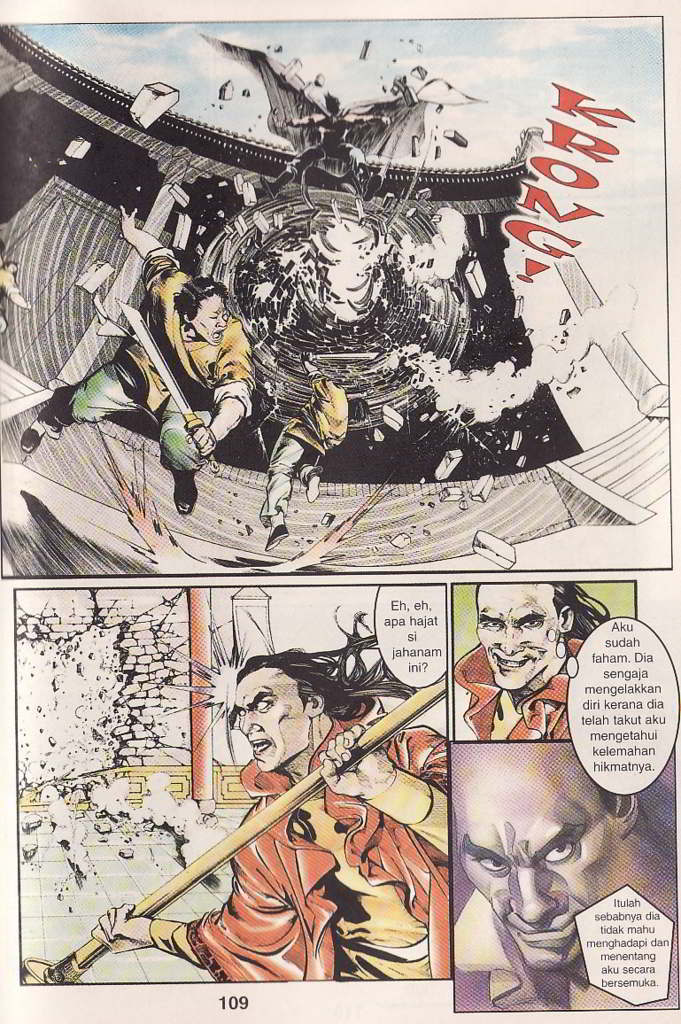 KRONG!
Eh, eh,
apa hajat
si
jahanam
ini?
Aku
sudah
faham. Dia
sengaja
mengelakkan
diri kerana dia
telah takut aku
mengetahui
kelemahan
hikmatnya.
Itulah
sebabnya dia
tidak mahu
menghadapi dan
menentang
aku secara
bersemuka.
109